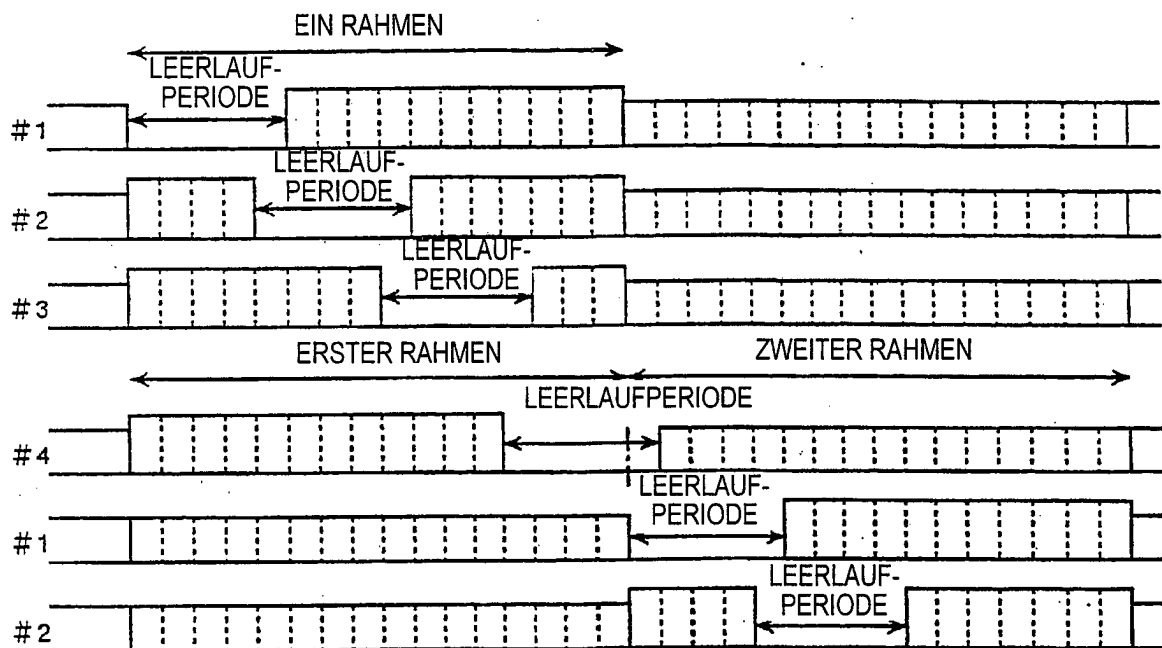 EIN RAHMEN
LEERLAUF-
PERIODE
#1
LEERLAUF-
PERIODE
#2
LEERLAUF-
PERIODE
#3
ERSTER RAHMEN
ZWEITER RAHMEN
LEERLAUFPERIODE
#4
LEERLAUF-
PERIODE
#1
LEERLAUF-
PERIODE
#2